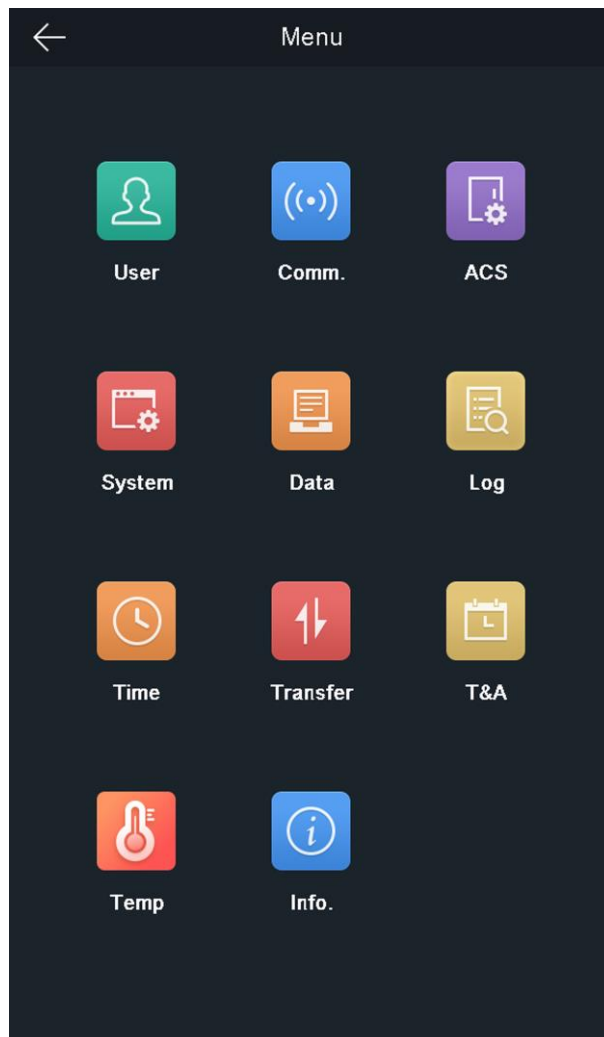 Menu
User Comm. ACS
System Data Log
Time Transfer T&A
Temp Info.